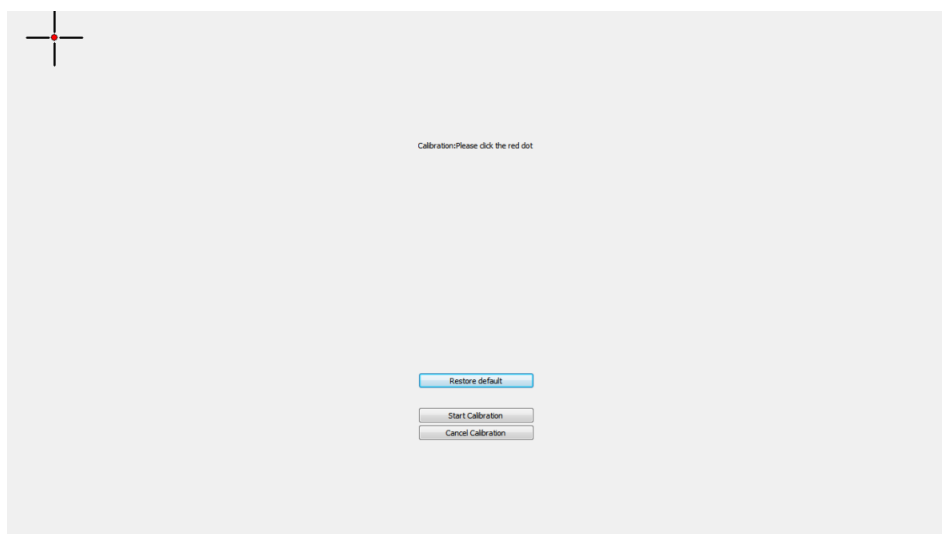 Calibration:Please click the red dot
Restore default
Start Calibration
Cancel Calibration